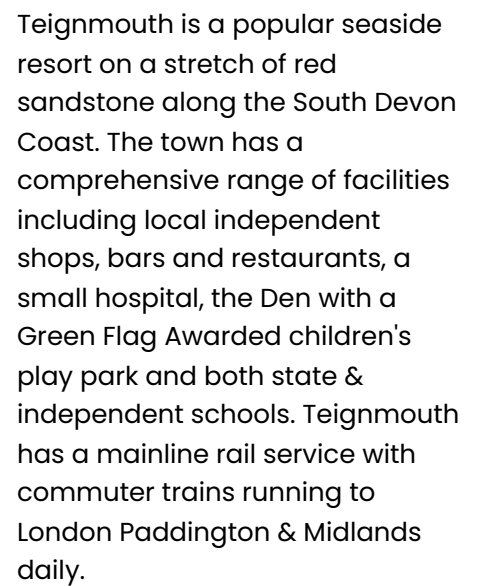 Teignmouth is a popular seaside
resort on a stretch of red
sandstone along the South Devon
Coast. The town has a
comprehensive range of facilities
including local independent
shops, bars and restaurants, a
small hospital, the Den with a
Green Flag Awarded children's
play park and both state &
independent schools. Teignmouth
has a mainline rail service with
commuter trains running to
London Paddington & Midlands
daily.